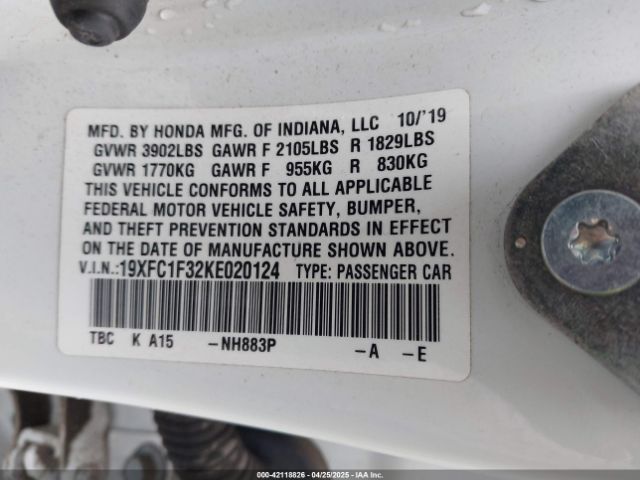 MFD. BY HONDA MFG. OF INDIANA, LLC 10/'19
GVWR 3902LBS GAWR F 2105LBS R 1829LBS
GVWR 1770KG GAWR F 955KG R 830KG
THIS VEHICLE CONFORMS TO ALL APPLICABLE
FEDERAL MOTOR VEHICLE SAFETY, BUMPER,
AND THEFT PREVENTION STANDARDS IN EFFECT
ON THE DATE OF MANUFACTURE SHOWN ABOVE.
V.I.N.:19XFC1F32KE020124 TYPE: PASSENGER CAR
TBC K A15 -NH883P -A -E
000-42118826 - 04/25/2025 - IAA Inc.